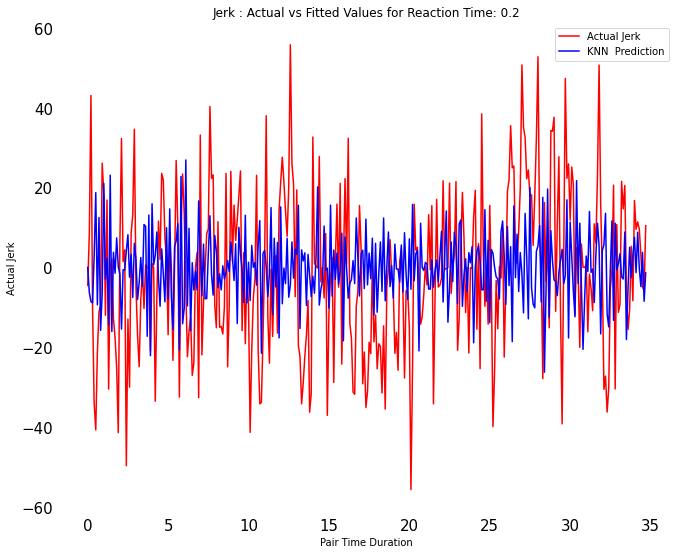 Jerk : Actual vs Fitted Values for Reaction Time: 0.2
Actual Jerk
KNN  Prediction
60
40
20
0
−20
−40
−60
Actual Jerk
0 5 10 15 20 25 30 35
Pair Time Duration